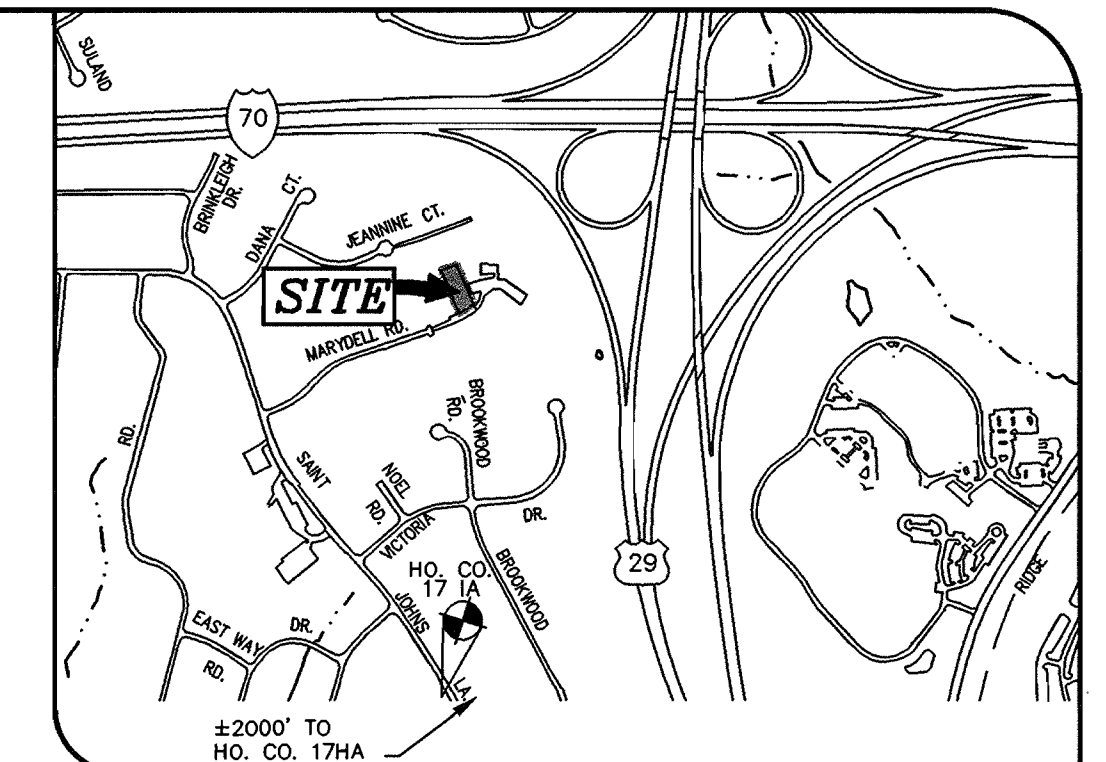 SULAND
70
BRINKLEIGH
DR.
DANA
CT.
JEANNINE CT.
SITE
MARYDELL RD.
BROOKWOOD
RD.
RD.
SAINT
NOEL
RD.
VICTORIA
DR.
29
HO. CO.
17 IA
BROOKWOOD
JOHNS
RIDGE
EAST WAY
DR.
RD.
LA.
±2000' TO
HO. CO. 17HA